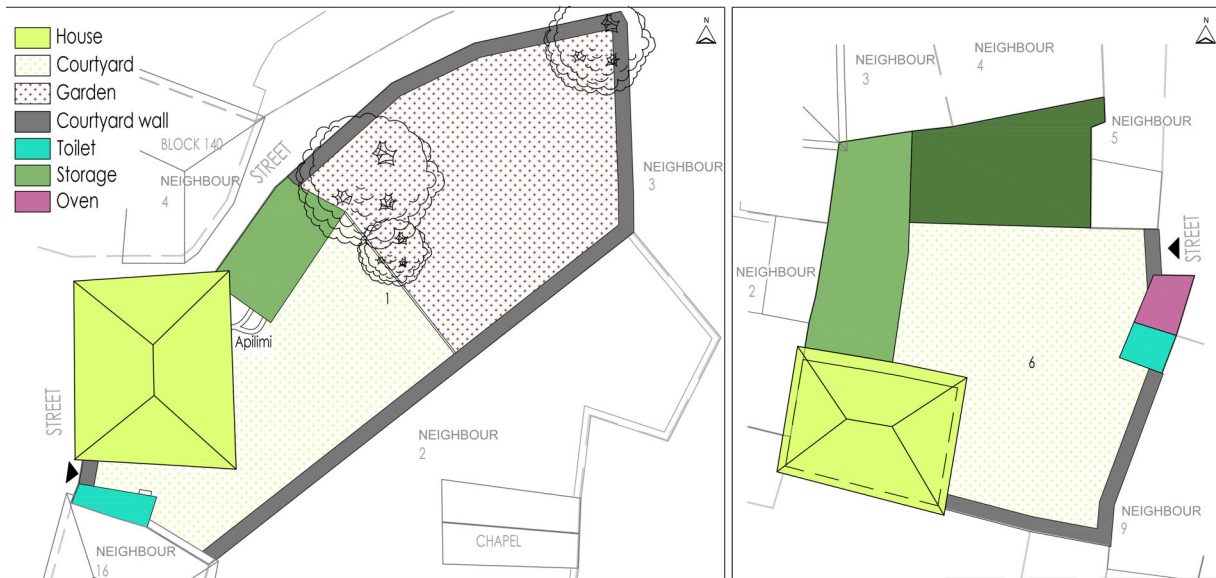 House
Courtyard
Garden
Courtyard wall
Toilet
Storage
Oven
BLOCK 140
NEIGHBOUR
4
STREET
N
NEIGHBOUR
3
1
Apilimi
STREET
NEIGHBOUR
2
CHAPEL
NEIGHBOUR
16
N
NEIGHBOUR
3
NEIGHBOUR
4
NEIGHBOUR
5
STREET
NEIGHBOUR
2
6
NEIGHBOUR
9